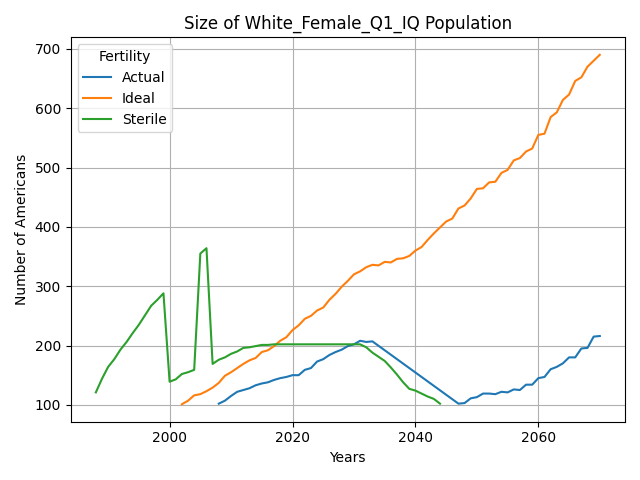 Size of White_Female_Q1_IQ Population
Fertility
Actual
Ideal
Sterile
Number of Americans
700
600
500
400
300
200
100
2000
2020
2040
2060
Years